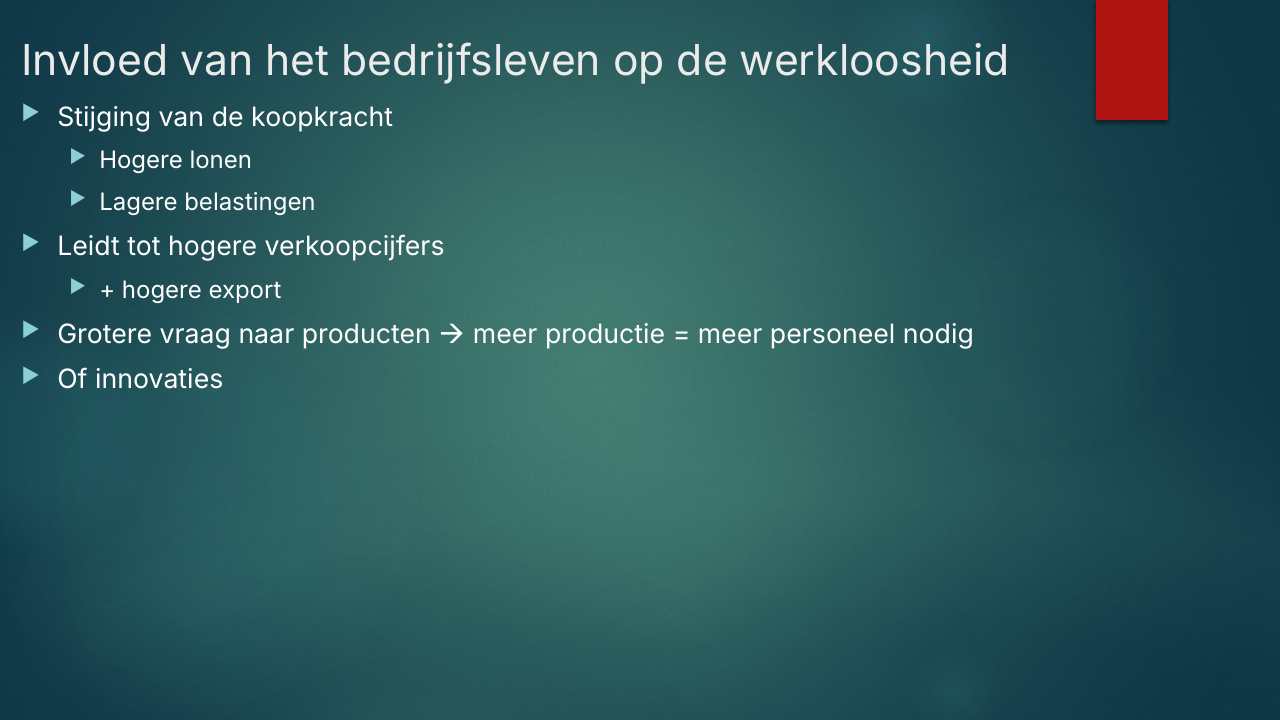 Invloed van het bedrijfsleven op de werkloosheid
Stijging van de koopkracht
Hogere lonen
Lagere belastingen
Leidt tot hogere verkoopcijfers
+ hogere export
Grotere vraag naar producten → meer productie = meer personeel nodig
Of innovaties